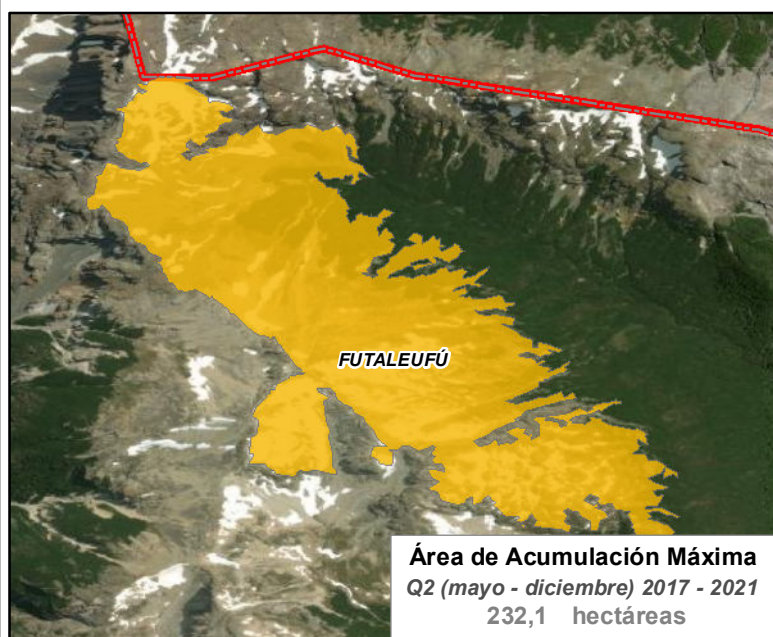 FUTALEUFÚ
Área de Acumulación Máxima
Q2 (mayo - diciembre) 2017 - 2021
232,1 hectáreas